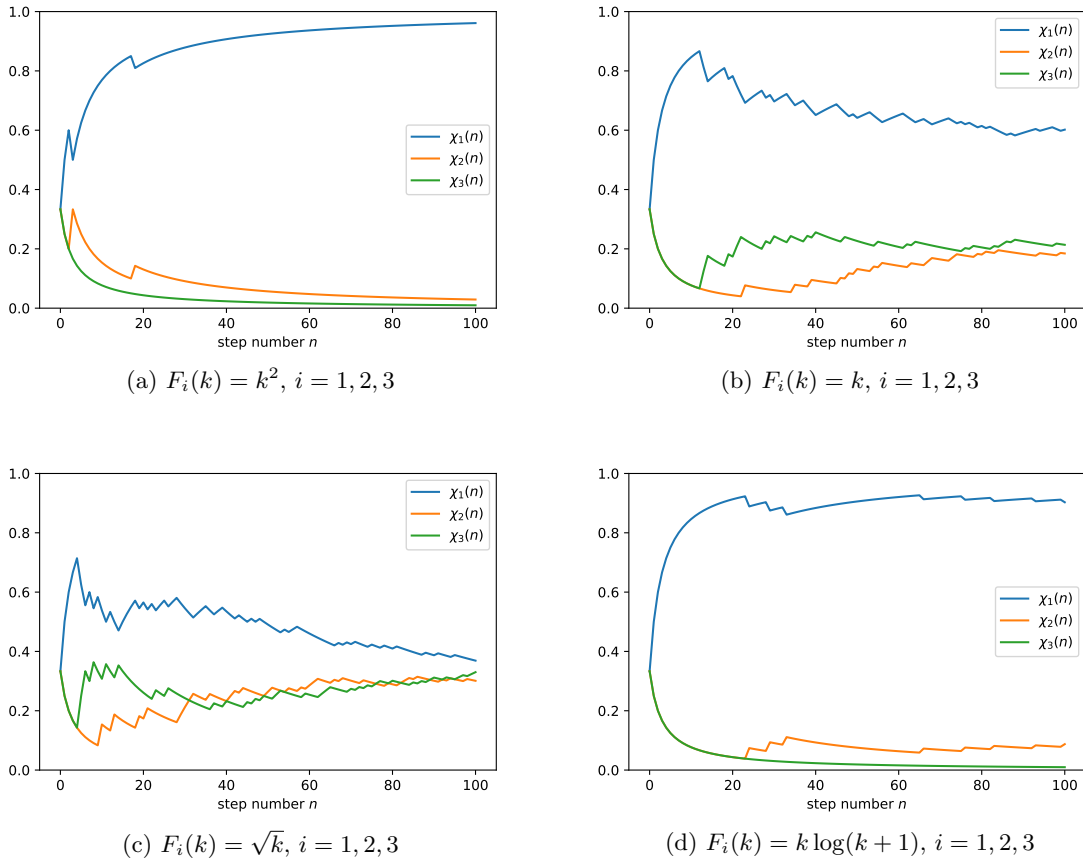 1.0
0.8
0.6
0.4
0.2
0.0
χ₁(n)
χ₂(n)
χ₃(n)
0 20 40 60 80 100
step number n
(a) Fᵢ(k) = k², i = 1, 2, 3
1.0
0.8
0.6
0.4
0.2
0.0
χ₁(n)
χ₂(n)
χ₃(n)
0 20 40 60 80 100
step number n
(b) Fᵢ(k) = k, i = 1, 2, 3
1.0
0.8
0.6
0.4
0.2
0.0
χ₁(n)
χ₂(n)
χ₃(n)
0 20 40 60 80 100
step number n
(c) Fᵢ(k) = √k, i = 1, 2, 3
1.0
0.8
0.6
0.4
0.2
0.0
χ₁(n)
χ₂(n)
χ₃(n)
0 20 40 60 80 100
step number n
(d) Fᵢ(k) = k log(k + 1), i = 1, 2, 3